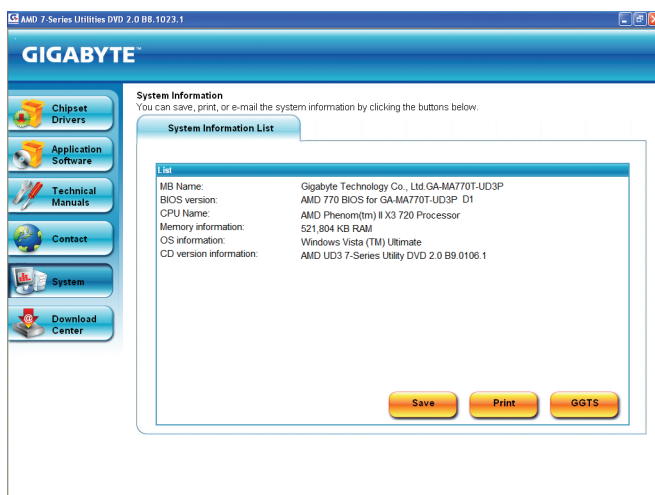 AMD 7-Series Utilities DVD 2.0 B8.1023.1
GIGABYTE™
Chipset
Drivers
Application
Software
Technical
Manuals
Contact
System
Download
Center
System Information
You can save, print, or e-mail the system information by clicking the buttons below.
System Information List
List
MB Name: Gigabyte Technology Co., Ltd.GA-MA770T-UD3P
BIOS version: AMD 770 BIOS for GA-MA770T-UD3P D1
CPU Name: AMD Phenom(tm) II X3 720 Processor
Memory information: 521,804 KB RAM
OS information: Windows Vista (TM) Ultimate
CD version information: AMD UD3 7-Series Utility DVD 2.0 B9.0106.1
Save Print GGTS